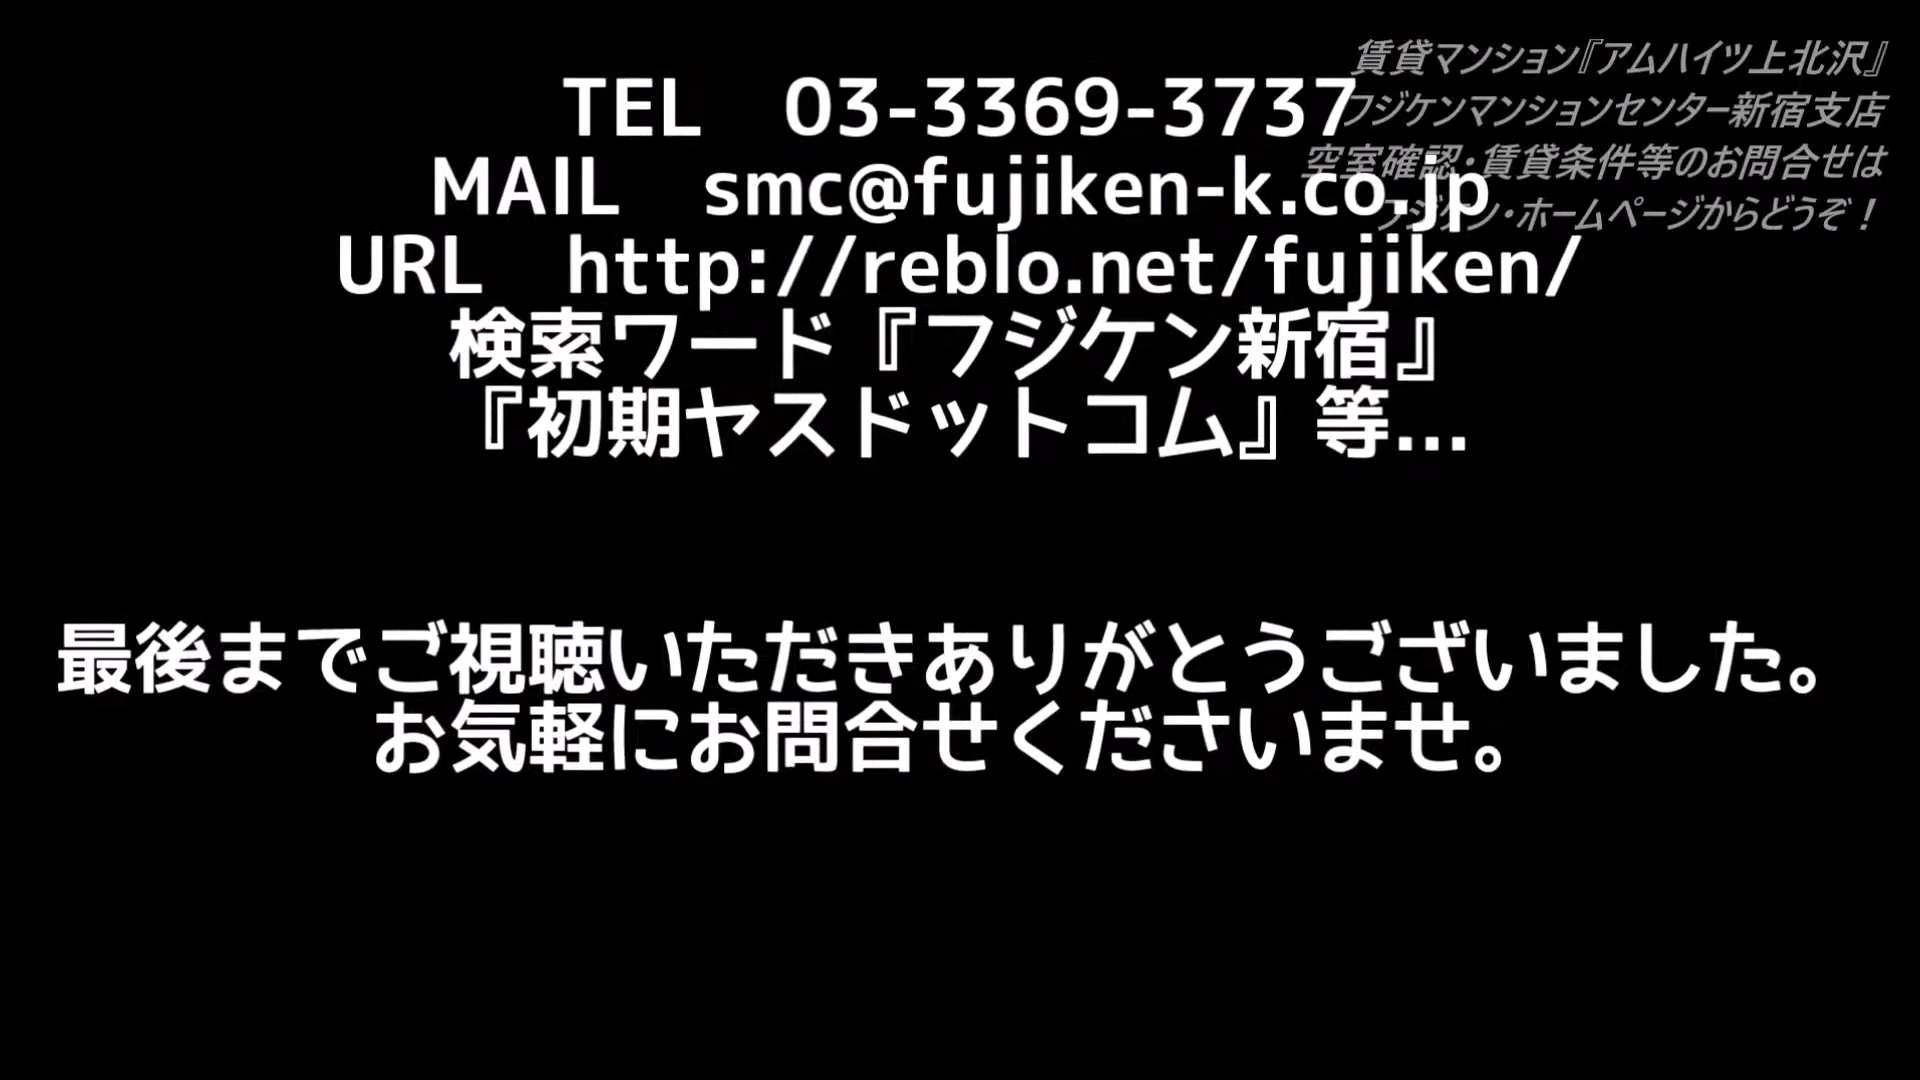 TEL　03-3369-3737
MAIL　smc@fujiken-k.co.jp
URL　http://reblo.net/fujiken/
検索ワード『フジケン新宿』
『初期ヤスドットコム』等...
最後までご視聴いただきありがとうございました。
お気軽にお問合せくださいませ。
賃貸マンション『アムハイツ上北沢』
フジケンマンションセンター新宿支店
空室確認・賃貸条件等のお問合せは
フジケン・ホームページからどうぞ！